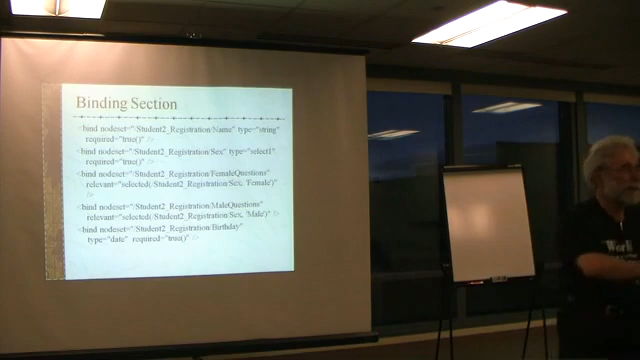 Binding Section
<bind nodeset="/Student2_Registration/Name" type="string"
required="true()" />
<bind nodeset="/Student2_Registration/Sex" type="select1"
required="true()" />
<bind nodeset="/Student2_Registration/FemaleQuestions"
relevant="selected(/Student2_Registration/Sex, 'Female')"
/>
<bind nodeset="/Student2_Registration/MaleQuestions"
relevant="selected(/Student2_Registration/Sex, 'Male')" />
<bind nodeset="/Student2_Registration/Birthday"
type="date" required="true()" />